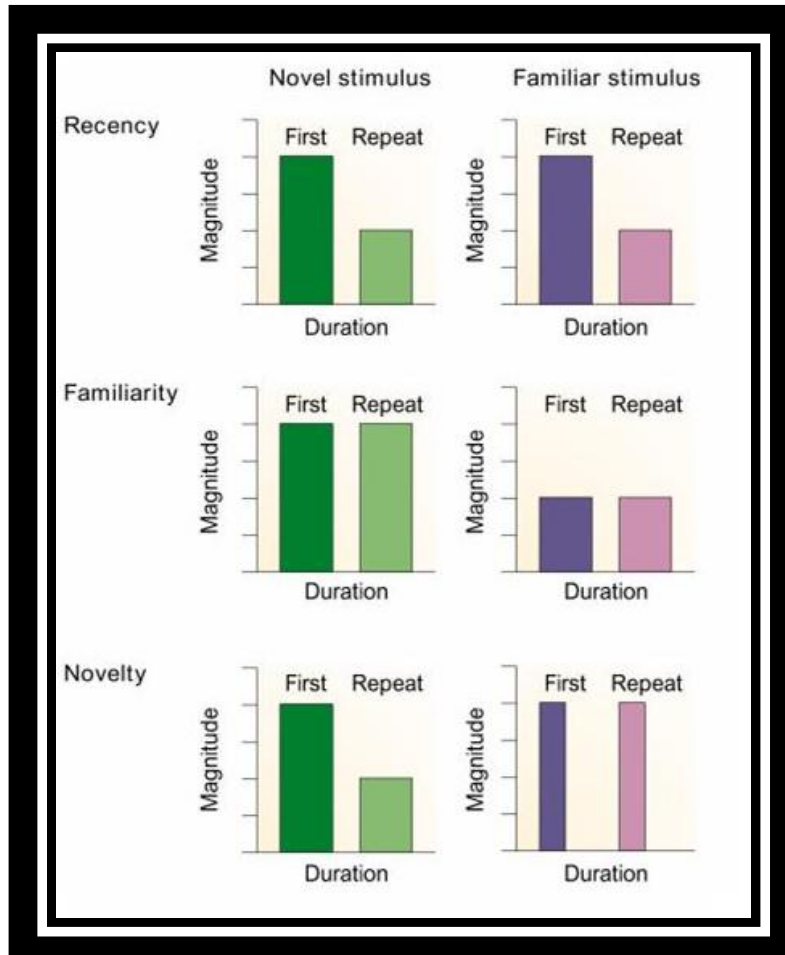 Novel stimulus Familiar stimulus
Recency
First Repeat First Repeat
Magnitude Magnitude
Duration Duration
Familiarity
First Repeat First Repeat
Magnitude Magnitude
Duration Duration
Novelty
First Repeat First Repeat
Magnitude Magnitude
Duration Duration